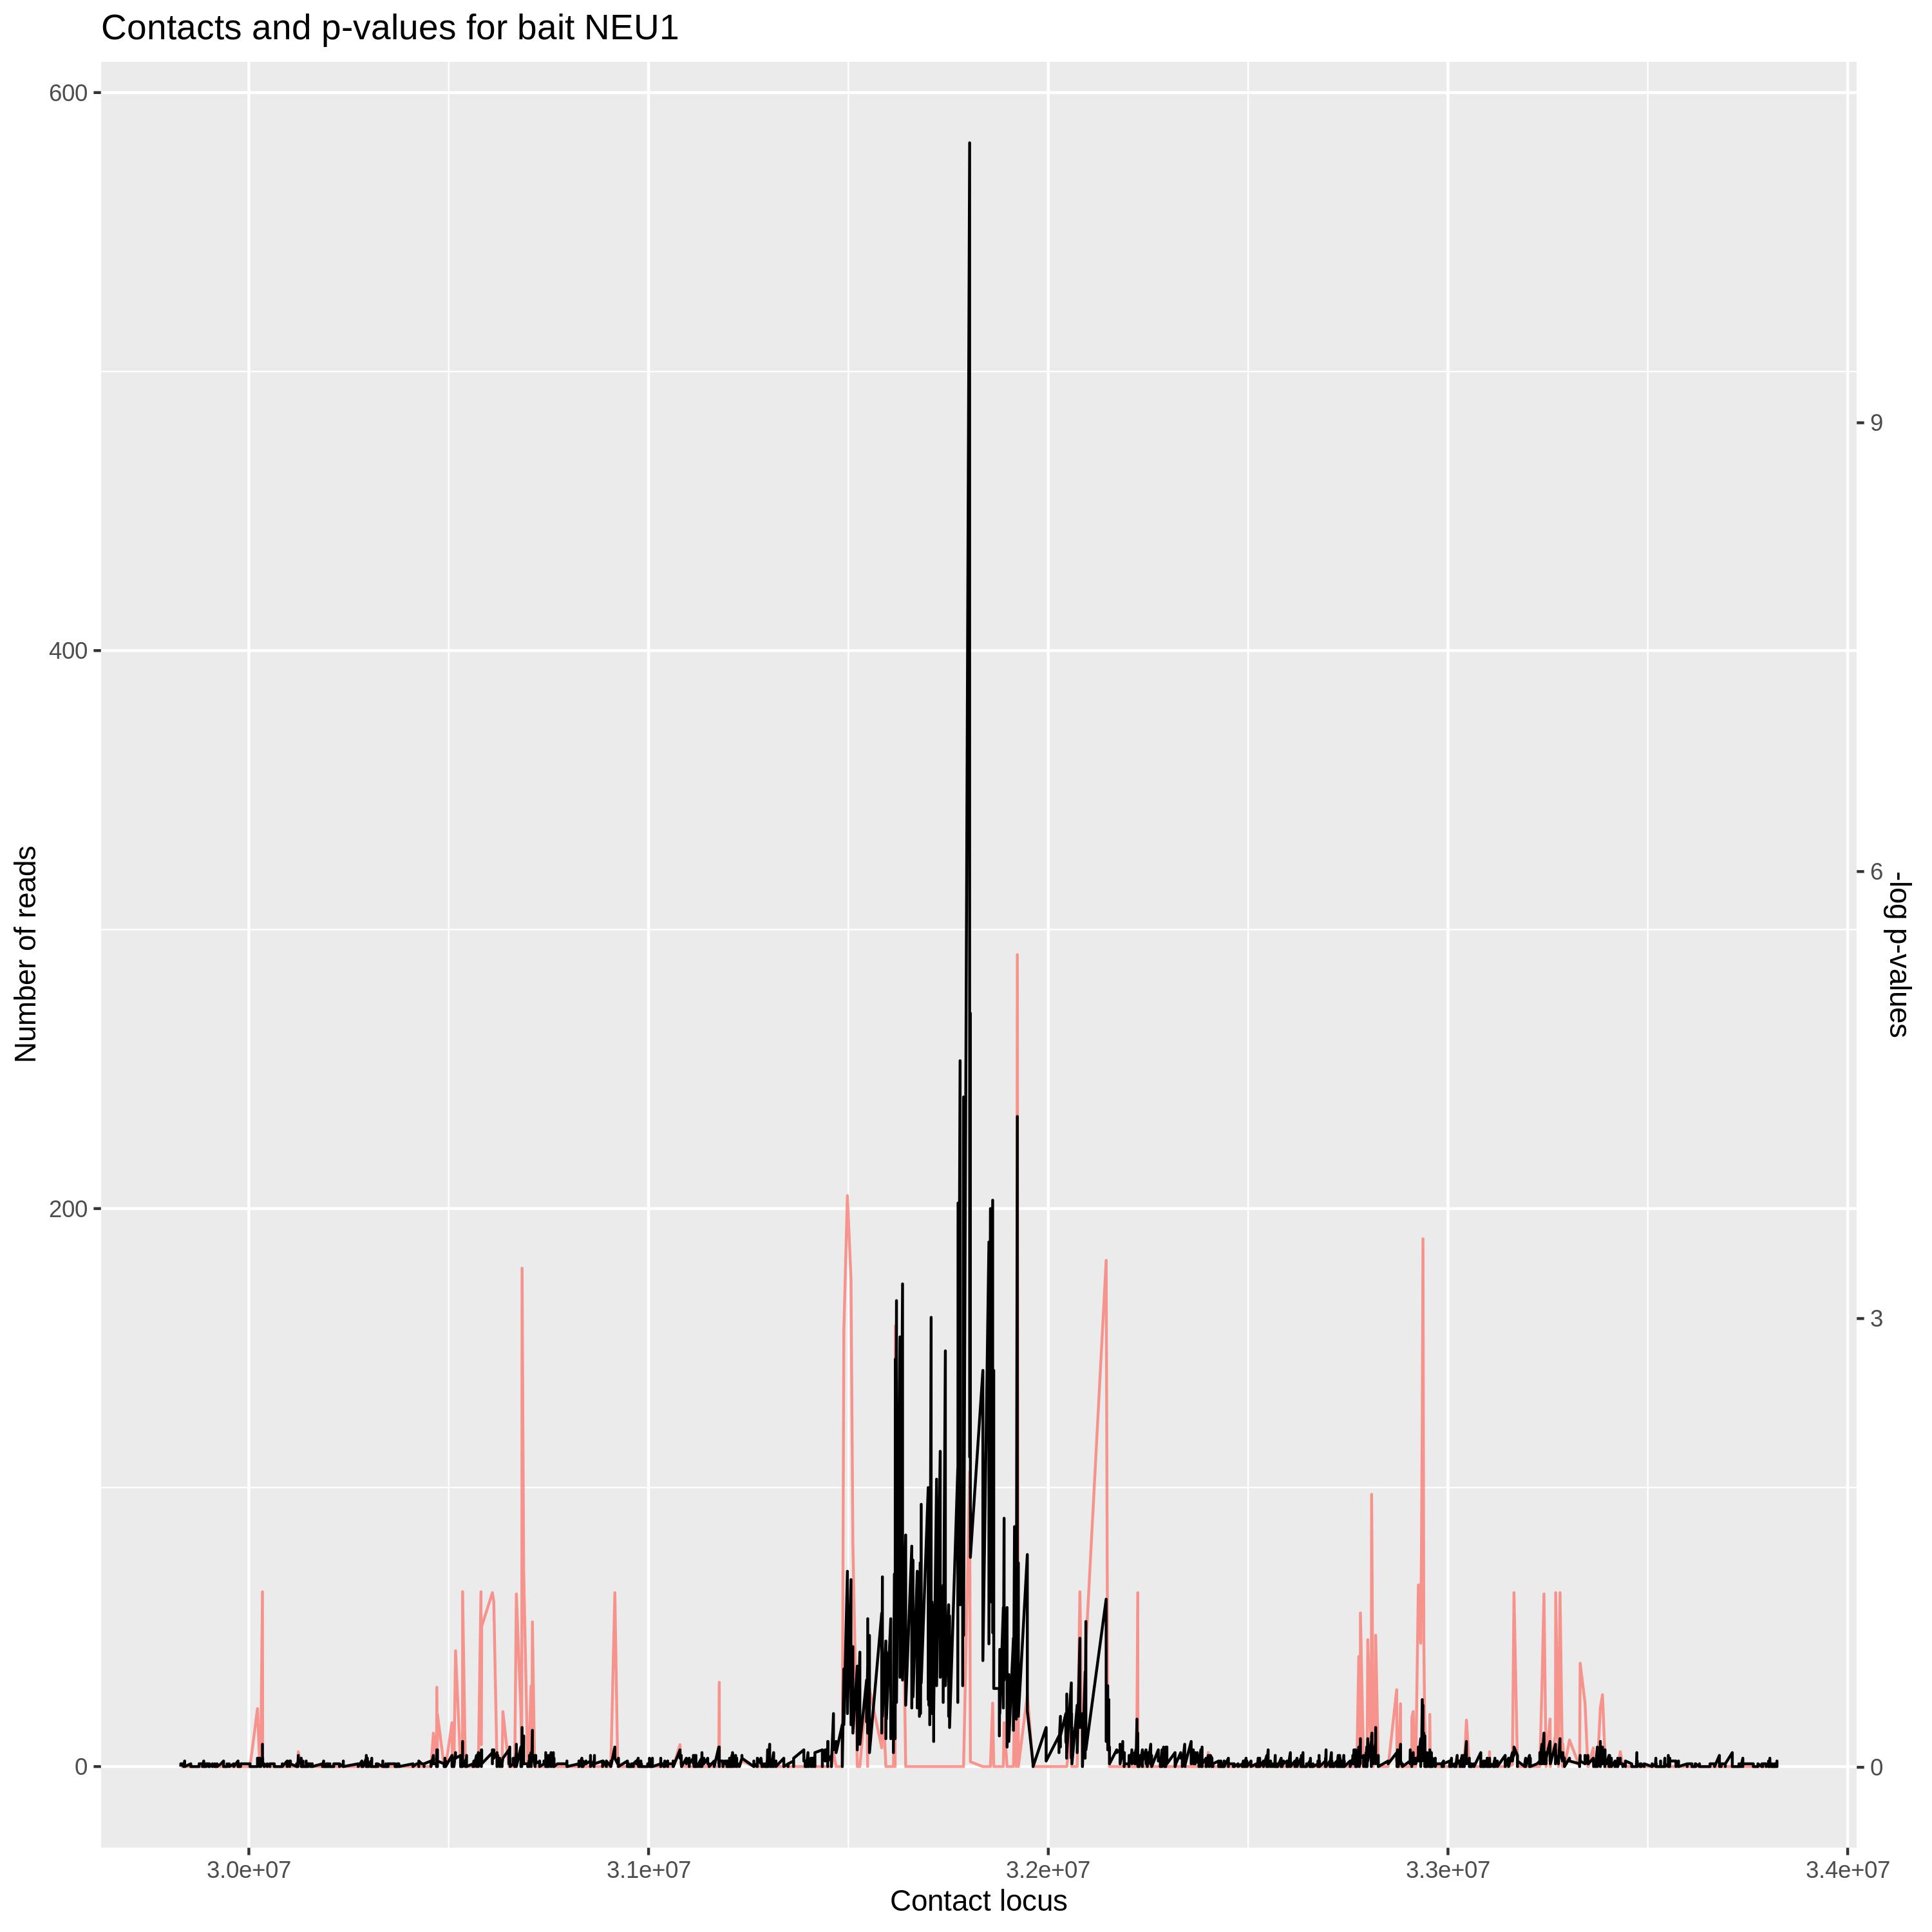 Contacts and p-values for bait NEU1
600
400
200
0
Number of reads
9
6
3
0
-log p-values
3.0e+07
3.1e+07
3.2e+07
3.3e+07
3.4e+07
Contact locus